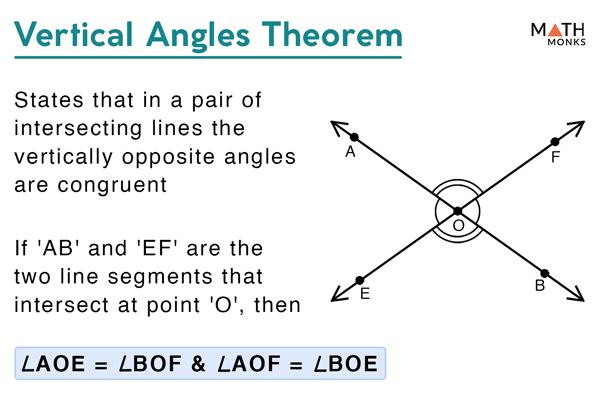 Vertical Angles Theorem
MATH
MONKS
States that in a pair of
intersecting lines the
vertically opposite angles
are congruent
If 'AB' and 'EF' are the
two line segments that
intersect at point 'O', then
∠AOE = ∠BOF & ∠AOF = ∠BOE
A
F
O
E
B